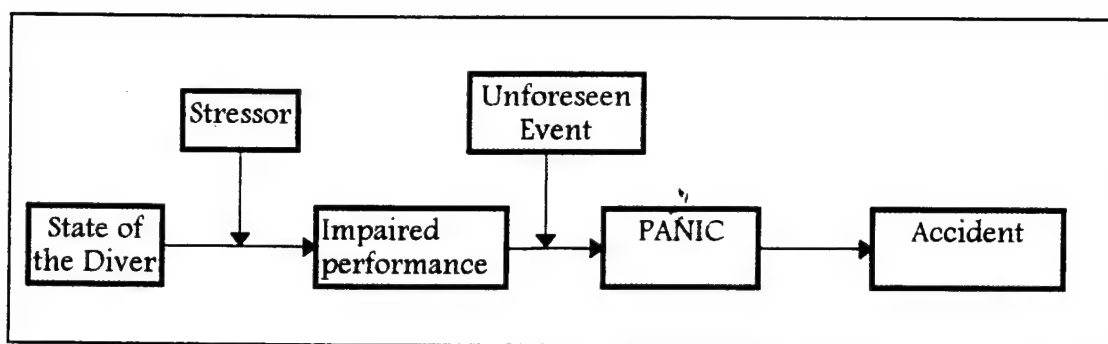 Stressor
Unforeseen
Event
State of
the Diver
Impaired
performance
PANIC
Accident